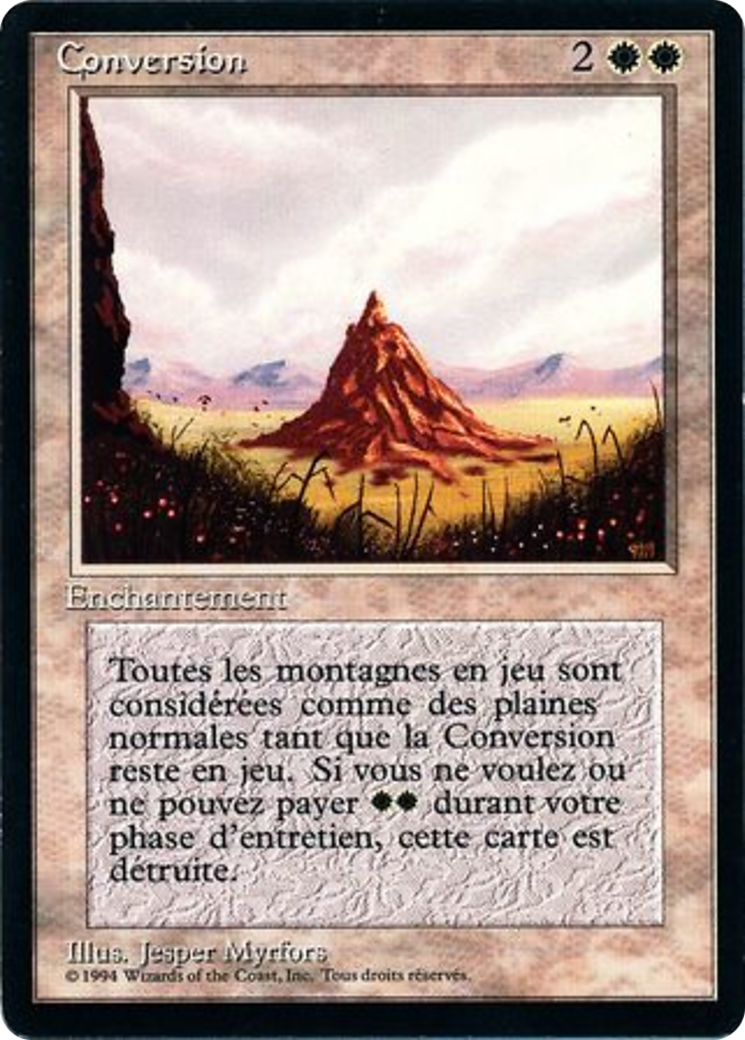 Conversion 2
Enchantement
Toutes les montagnes en jeu sont
considérées comme des plaines
normales tant que la Conversion
reste en jeu. Si vous ne voulez ou
ne pouvez payer durant votre
phase d'entretien, cette carte est
détruite.
Illus. Jesper Myrfors
© 1994 Wizards of the Coast, Inc. Tous droits réservés.